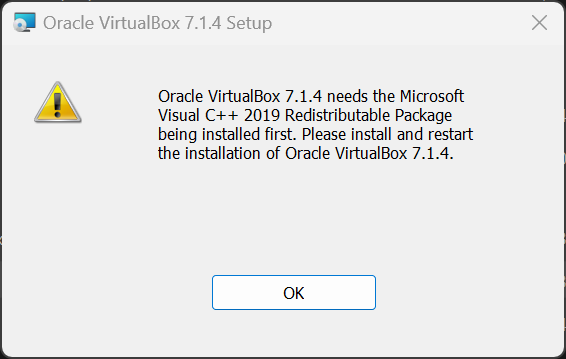 Oracle VirtualBox 7.1.4 Setup
Oracle VirtualBox 7.1.4 needs the Microsoft
Visual C++ 2019 Redistributable Package
being installed first. Please install and restart
the installation of Oracle VirtualBox 7.1.4.
OK